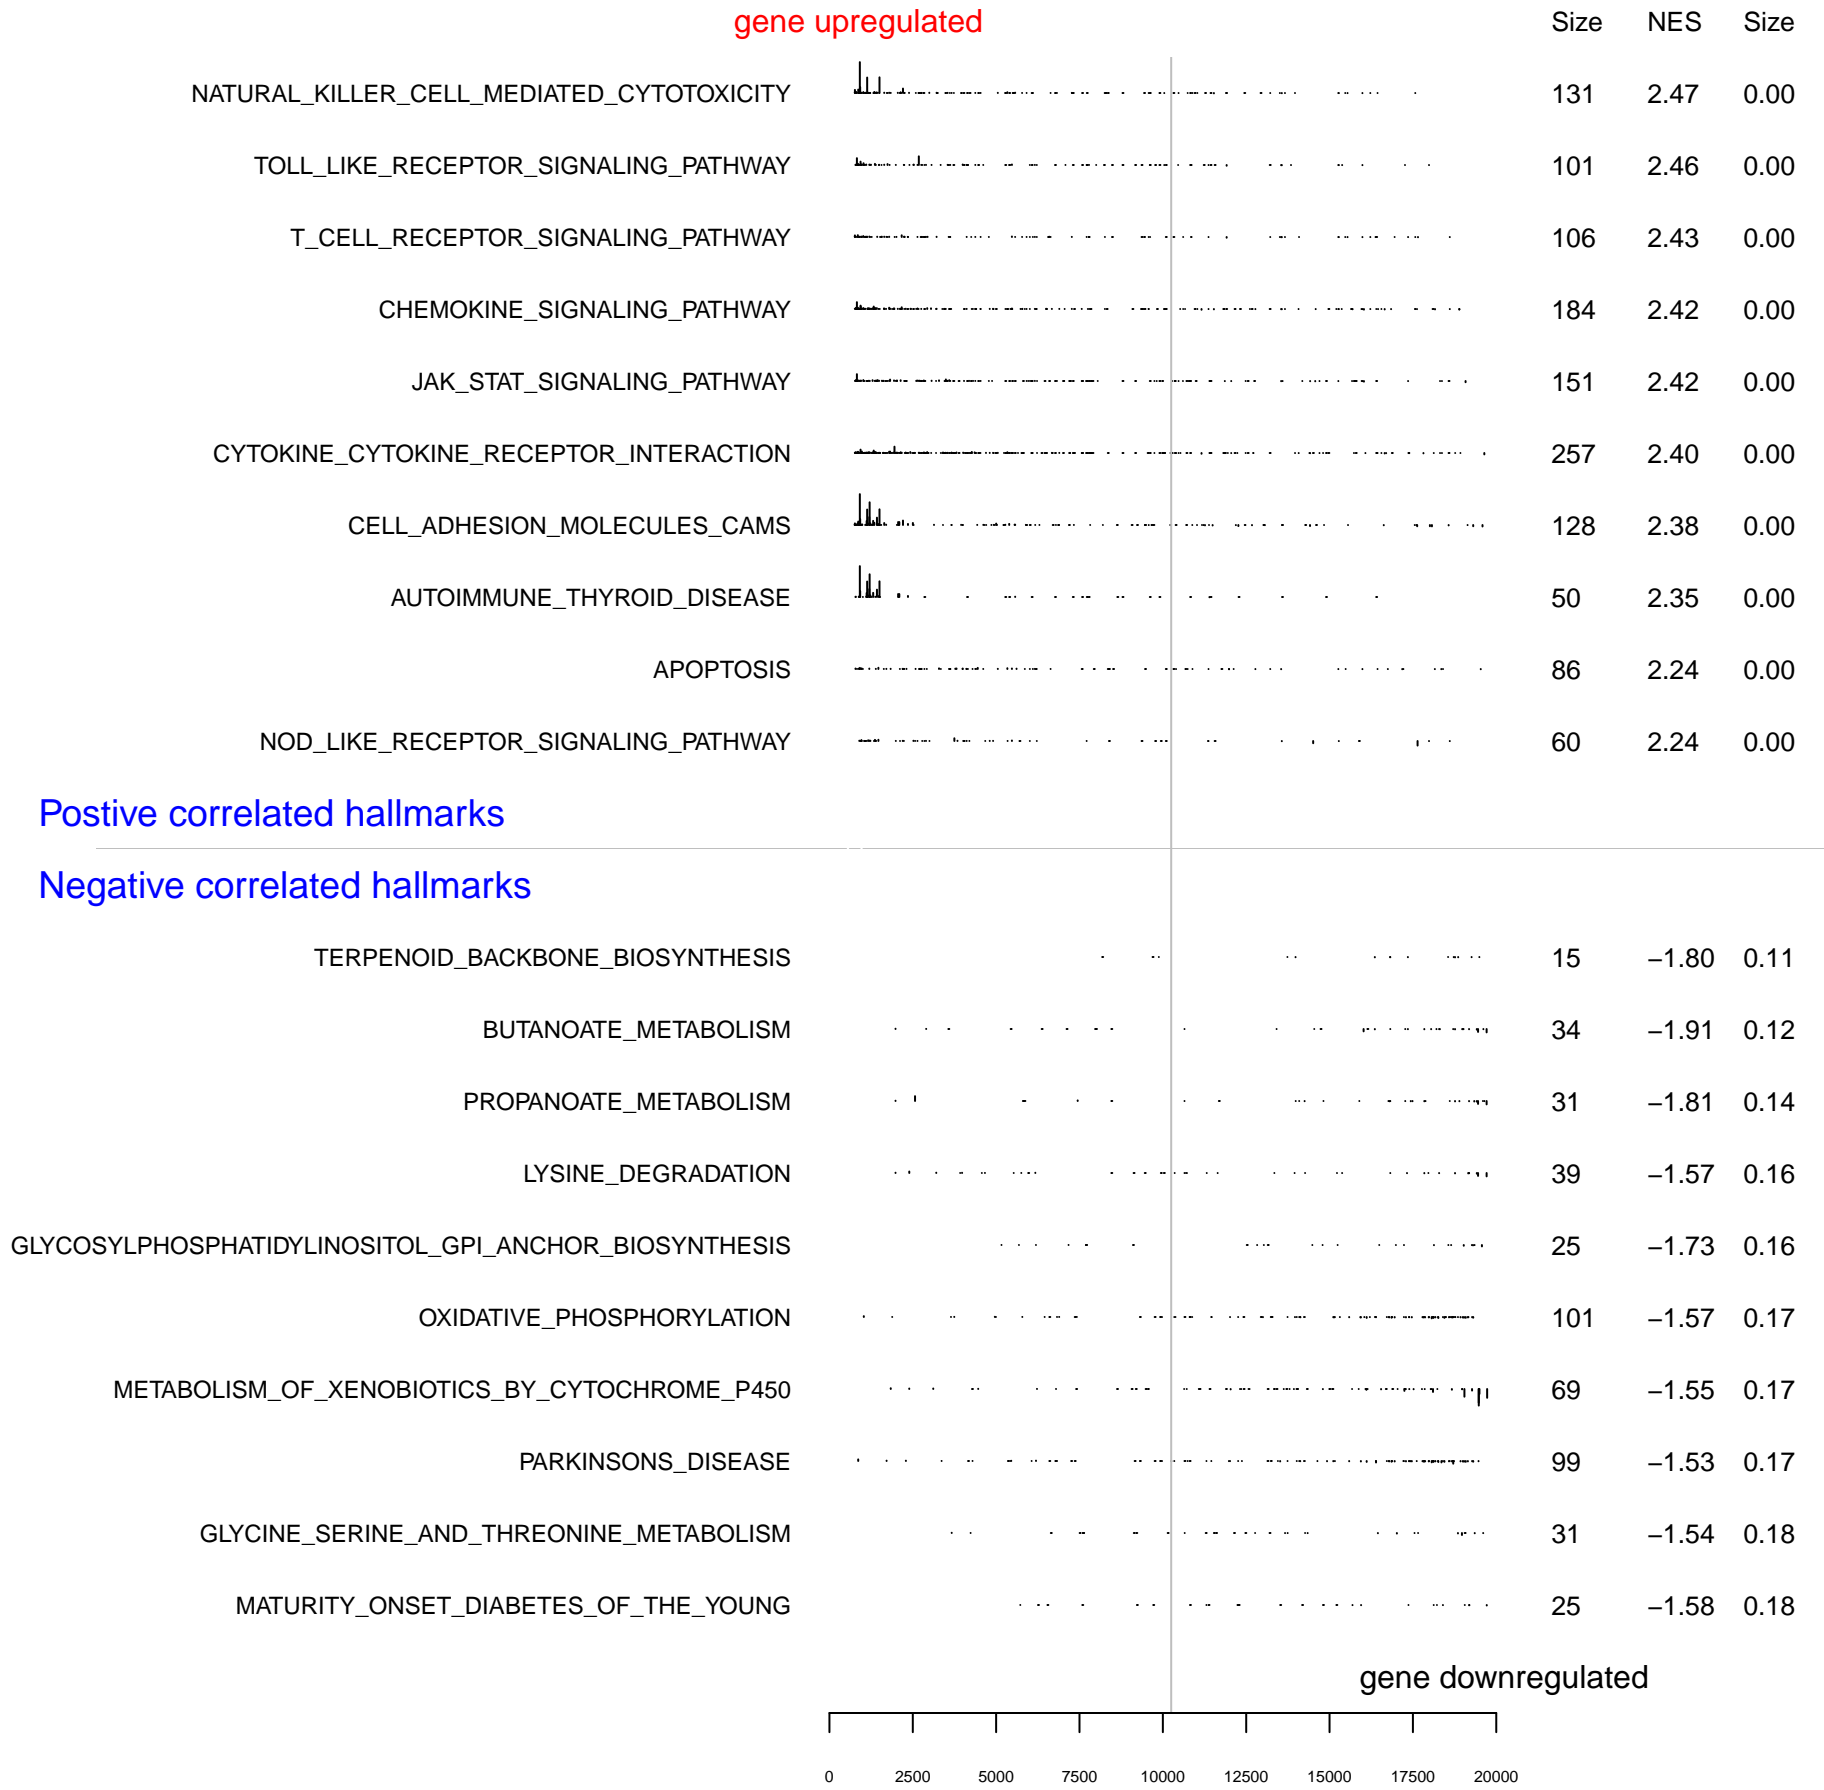 gene upregulated Size NES Size
NATURAL_KILLER_CELL_MEDIATED_CYTOTOXICITY 131 2.47 0.00
TOLL_LIKE_RECEPTOR_SIGNALING_PATHWAY 101 2.46 0.00
T_CELL_RECEPTOR_SIGNALING_PATHWAY 106 2.43 0.00
CHEMOKINE_SIGNALING_PATHWAY 184 2.42 0.00
JAK_STAT_SIGNALING_PATHWAY 151 2.42 0.00
CYTOKINE_CYTOKINE_RECEPTOR_INTERACTION 257 2.40 0.00
CELL_ADHESION_MOLECULES_CAMS 128 2.38 0.00
AUTOIMMUNE_THYROID_DISEASE 50 2.35 0.00
APOPTOSIS 86 2.24 0.00
NOD_LIKE_RECEPTOR_SIGNALING_PATHWAY 60 2.24 0.00
Postive correlated hallmarks
Negative correlated hallmarks
TERPENOID_BACKBONE_BIOSYNTHESIS 15 −1.80 0.11
BUTANOATE_METABOLISM 34 −1.91 0.12
PROPANOATE_METABOLISM 31 −1.81 0.14
LYSINE_DEGRADATION 39 −1.57 0.16
GLYCOSYLPHOSPHATIDYLINOSITOL_GPI_ANCHOR_BIOSYNTHESIS 25 −1.73 0.16
OXIDATIVE_PHOSPHORYLATION 101 −1.57 0.17
METABOLISM_OF_XENOBIOTICS_BY_CYTOCHROME_P450 69 −1.55 0.17
PARKINSONS_DISEASE 99 −1.53 0.17
GLYCINE_SERINE_AND_THREONINE_METABOLISM 31 −1.54 0.18
MATURITY_ONSET_DIABETES_OF_THE_YOUNG 25 −1.58 0.18
gene downregulated
0 2500 5000 7500 10000 12500 15000 17500 20000